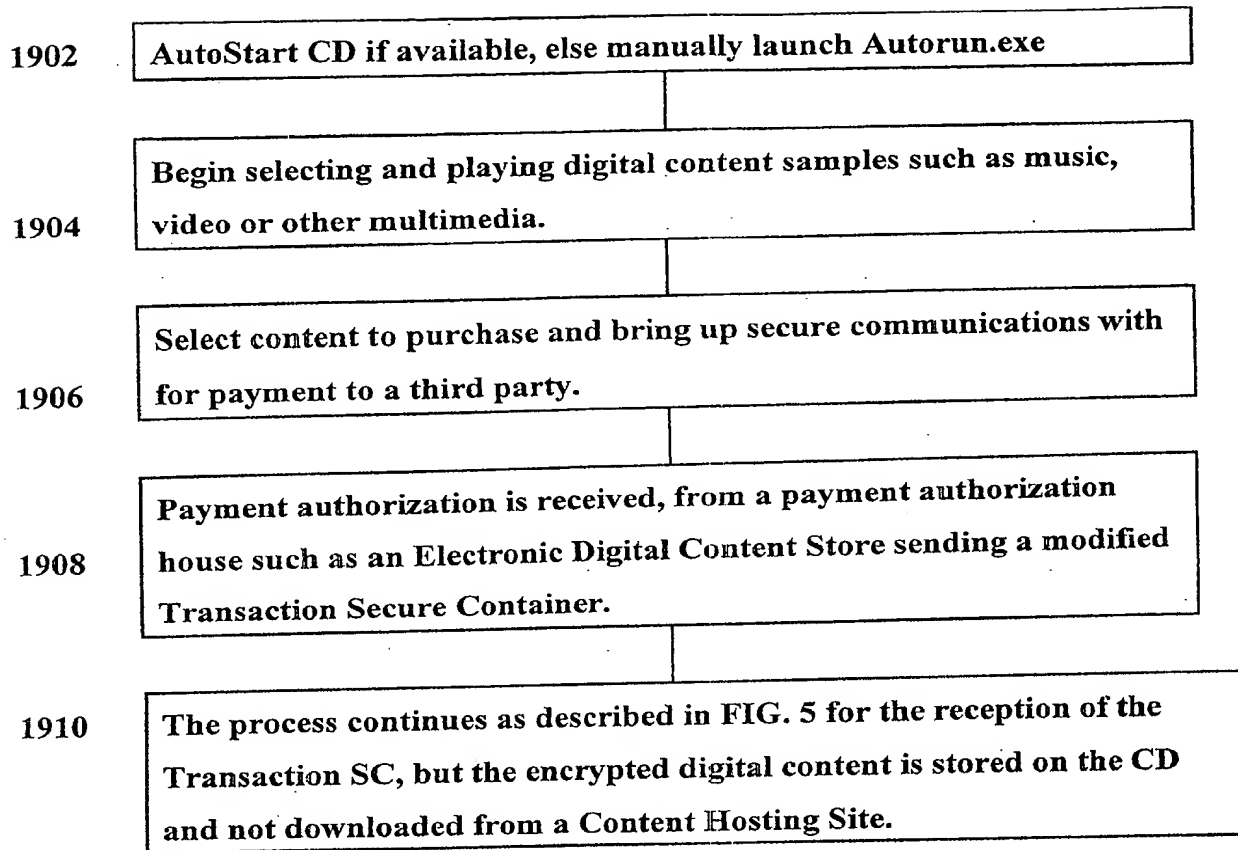 1902 AutoStart CD if available, else manually launch Autorun.exe
Begin selecting and playing digital content samples such as music,
1904 video or other multimedia.
Select content to purchase and bring up secure communications with
1906 for payment to a third party.
Payment authorization is received, from a payment authorization
1908 house such as an Electronic Digital Content Store sending a modified
Transaction Secure Container.
1910 The process continues as described in FIG. 5 for the reception of the
Transaction SC, but the encrypted digital content is stored on the CD
and not downloaded from a Content Hosting Site.